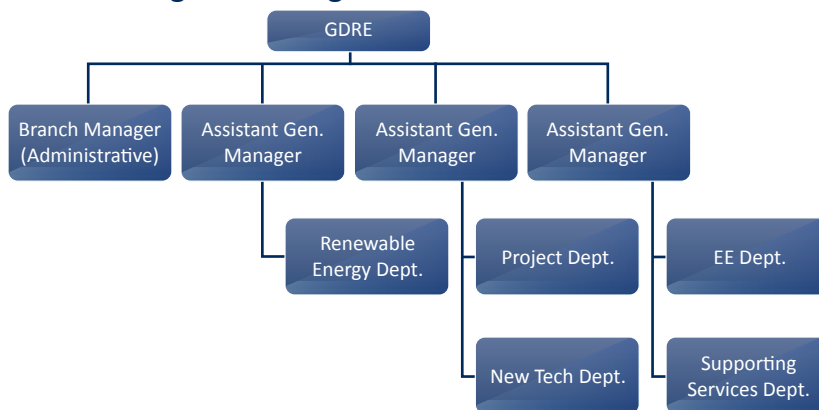 GDRE
Branch Manager
(Administrative)
Assistant Gen.
Manager
Assistant Gen.
Manager
Assistant Gen.
Manager
Renewable
Energy Dept.
Project Dept.
EE Dept.
New Tech Dept.
Supporting
Services Dept.